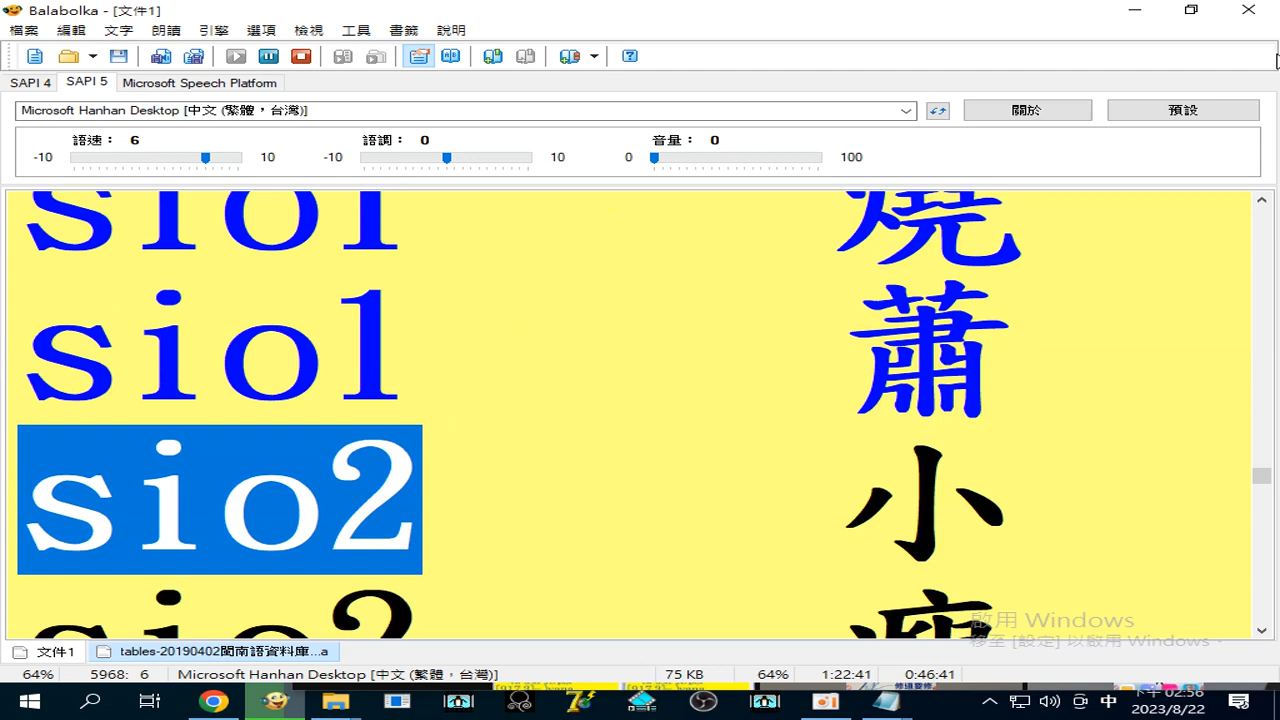 Balabolka - [文件1]
檔案 編輯 文字 朗讀 引擎 選項 檢視 工具 書籤 說明
SAPI 4 SAPI 5 Microsoft Speech Platform
Microsoft Hanhan Desktop [中文 (繁體，台灣)] 關於 預設
語速： 6 語調： 0 音量： 0
-10 10 -10 10 0 100
sio1 燒
sio1 蕭
sio2 小
sio2
啟用 Windows
移至 [設定] 以啟用 Windows。
文件1 tables-20190402閩南語資料庫...a
64% 5968: 6 Microsoft Hanhan Desktop [中文 (繁體，台灣)] 75 KB 64% 1:22:41 0:46:41
中 下午 02:56
2023/8/22